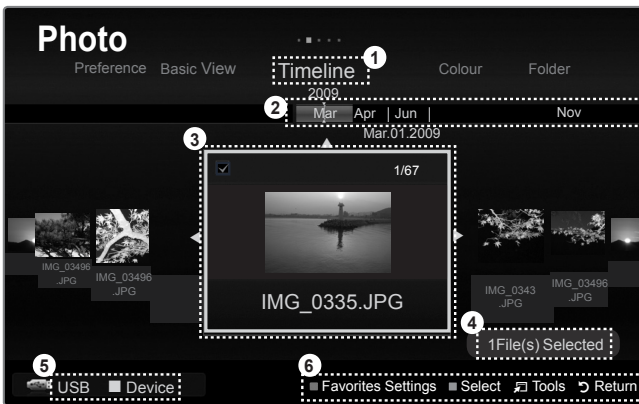 Photo
Preference Basic View Timeline Colour Folder
1
2009
2
Mar Apr Jun Nov
Mar.01.2009
3
1/67
IMG_03496
.JPG
IMG_03496
.JPG
IMG_0335.JPG
IMG_0343
.JPG
IMG_03496
.JPG
4
1File(s) Selected
5
USB Device
6
Favorites Settings Select Tools Return